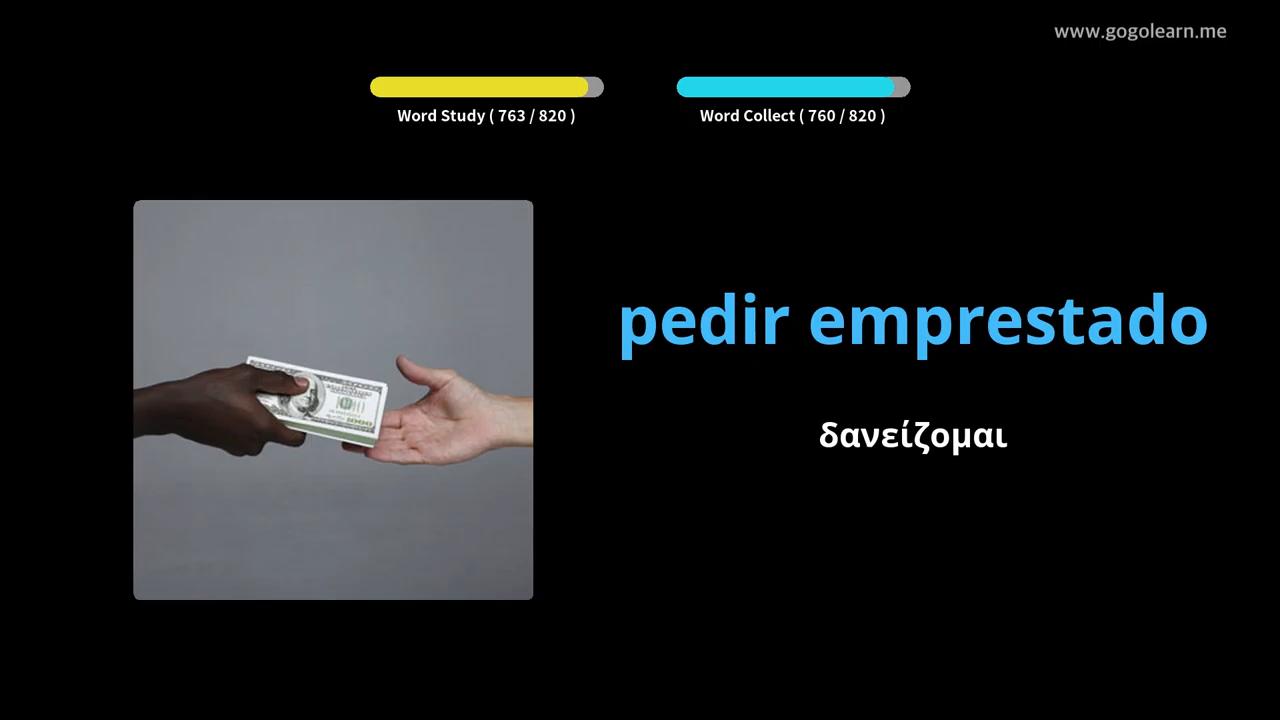 www.gogolearn.me
Word Study ( 763 / 820 )
Word Collect ( 760 / 820 )
pedir emprestado
δανείζομαι